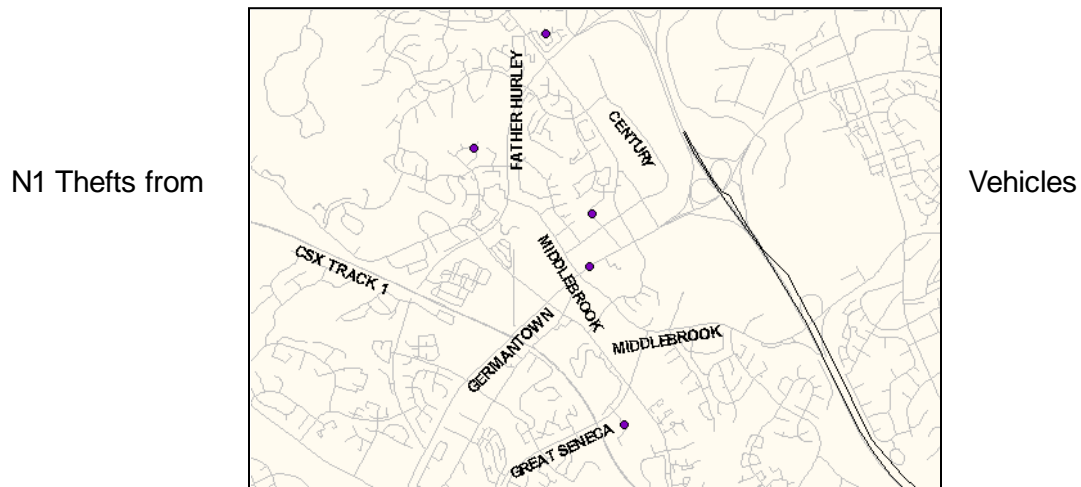 N1 Thefts from Vehicles
FATHER HURLEY
CENTURY
CSX TRACK 1
MIDDLEBROOK
GERMANTOWN
MIDDLEBROOK
GREAT SENECA